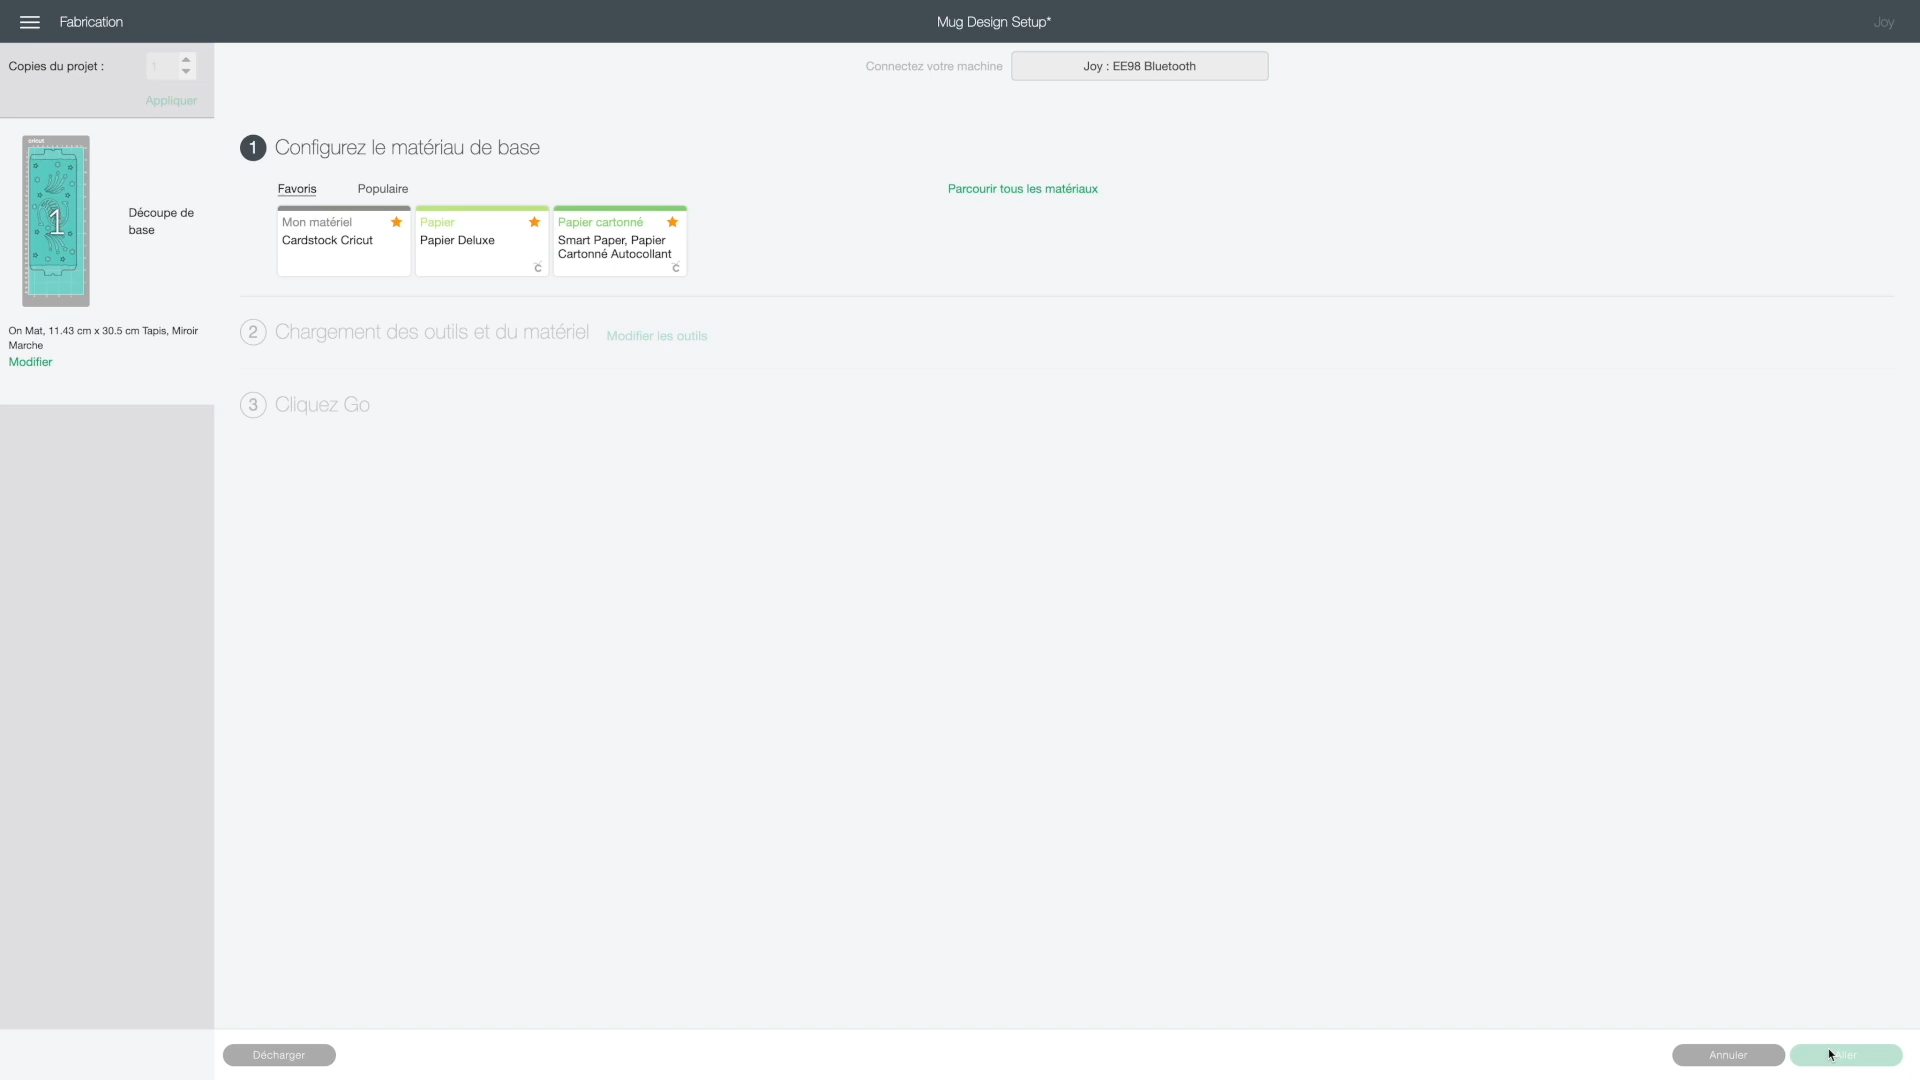 Fabrication
Mug Design Setup*
Joy
Copies du projet :
1
Appliquer
Connectez votre machine
Joy : EE98 Bluetooth
cricut
1
Découpe de
base
On Mat, 11.43 cm x 30.5 cm Tapis, Miroir
Marche
Modifier
1 Configurez le matériau de base
Favoris
Populaire
Parcourir tous les matériaux
Mon matériel
Cardstock Cricut
Papier
Papier Deluxe
Papier cartonné
Smart Paper, Papier
Cartonné Autocollant
2 Chargement des outils et du matériel
Modifier les outils
3 Cliquez Go
Décharger
Annuler
Aller